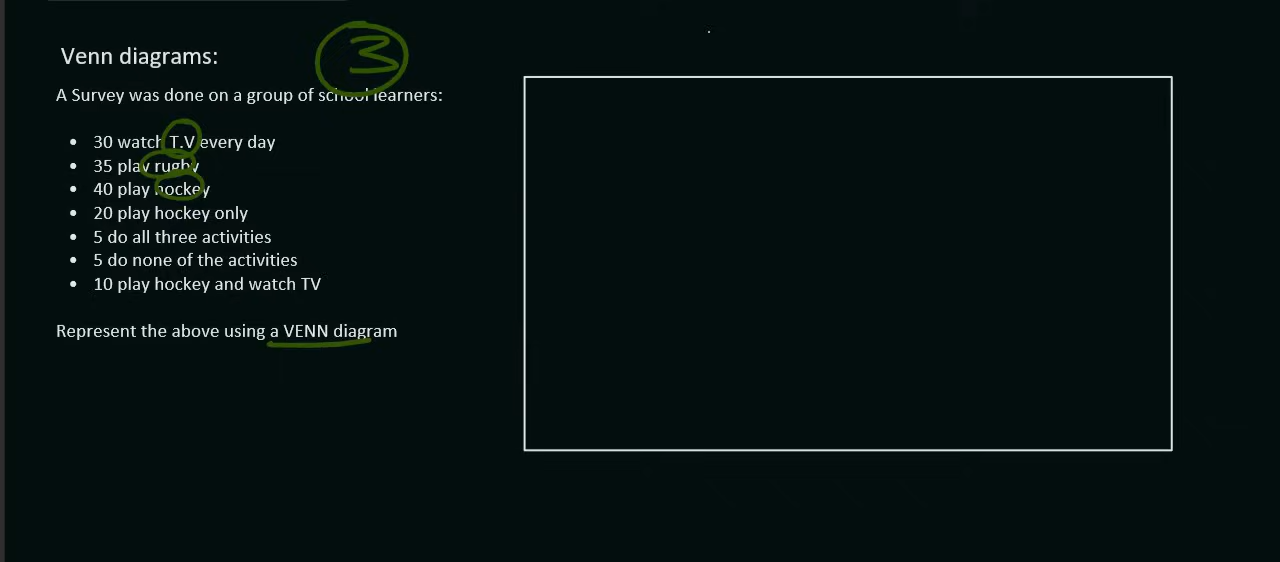 Venn diagrams:
3
A Survey was done on a group of school learners:
• 30 watch T.V every day
• 35 play rugby
• 40 play hockey
• 20 play hockey only
• 5 do all three activities
• 5 do none of the activities
• 10 play hockey and watch TV
Represent the above using a VENN diagram